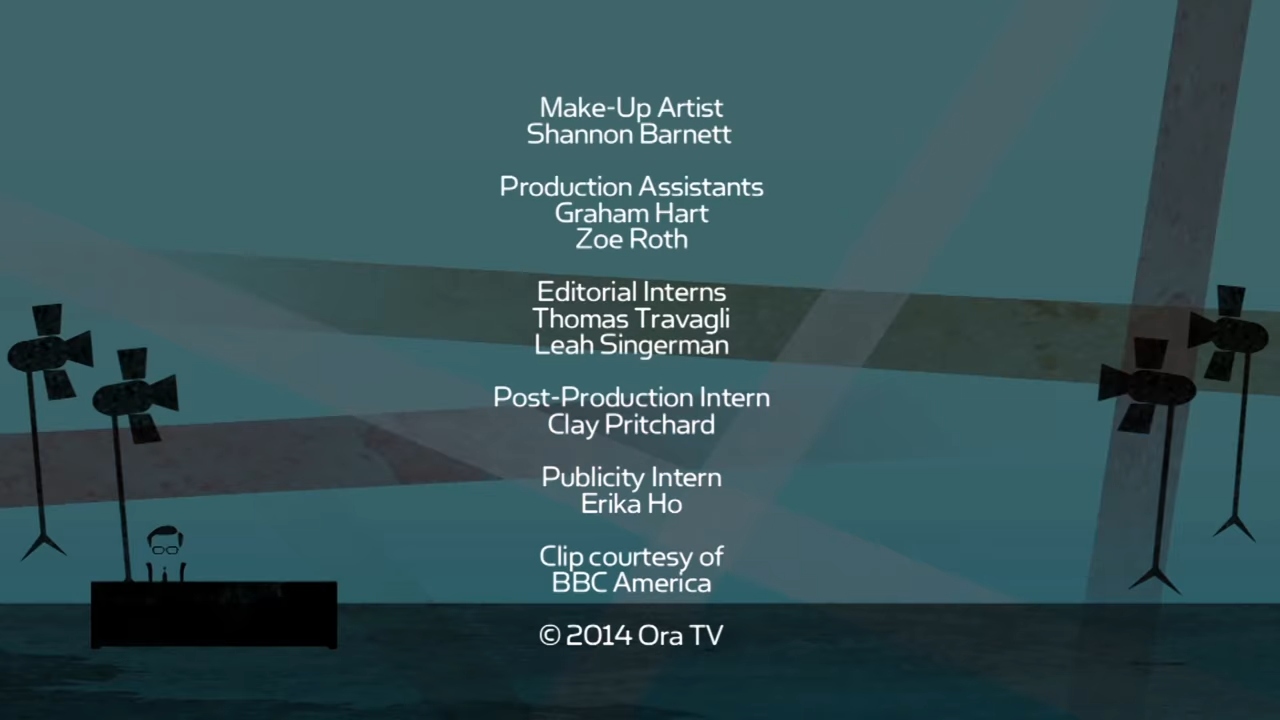 Make-Up Artist
Shannon Barnett
Production Assistants
Graham Hart
Zoe Roth
Editorial Interns
Thomas Travagli
Leah Singerman
Post-Production Intern
Clay Pritchard
Publicity Intern
Erika Ho
Clip courtesy of
BBC America
© 2014 Ora TV